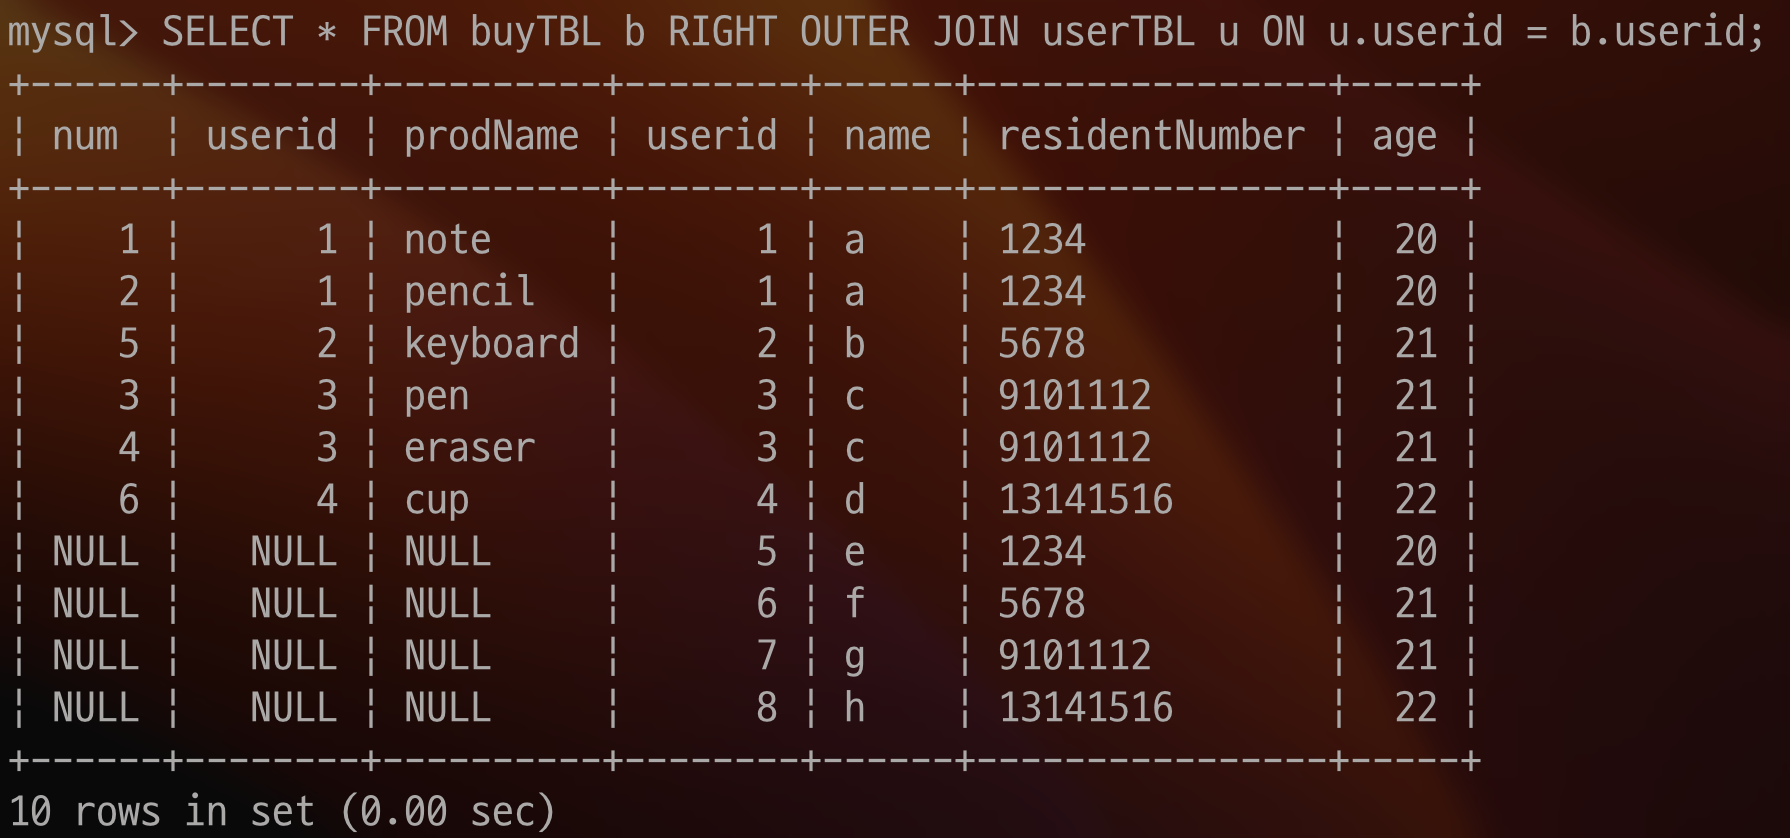 mysql> SELECT * FROM buyTBL b RIGHT OUTER JOIN userTBL u ON u.userid = b.userid;
+------+--------+----------+--------+------+----------------+-----+
| num  | userid | prodName | userid | name | residentNumber | age |
+------+--------+----------+--------+------+----------------+-----+
|    1 |      1 | note     |      1 | a    | 1234           |  20 |
|    2 |      1 | pencil   |      1 | a    | 1234           |  20 |
|    5 |      2 | keyboard |      2 | b    | 5678           |  21 |
|    3 |      3 | pen      |      3 | c    | 9101112        |  21 |
|    4 |      3 | eraser   |      3 | c    | 9101112        |  21 |
|    6 |      4 | cup      |      4 | d    | 13141516       |  22 |
| NULL |   NULL | NULL     |      5 | e    | 1234           |  20 |
| NULL |   NULL | NULL     |      6 | f    | 5678           |  21 |
| NULL |   NULL | NULL     |      7 | g    | 9101112        |  21 |
| NULL |   NULL | NULL     |      8 | h    | 13141516       |  22 |
+------+--------+----------+--------+------+----------------+-----+
10 rows in set (0.00 sec)